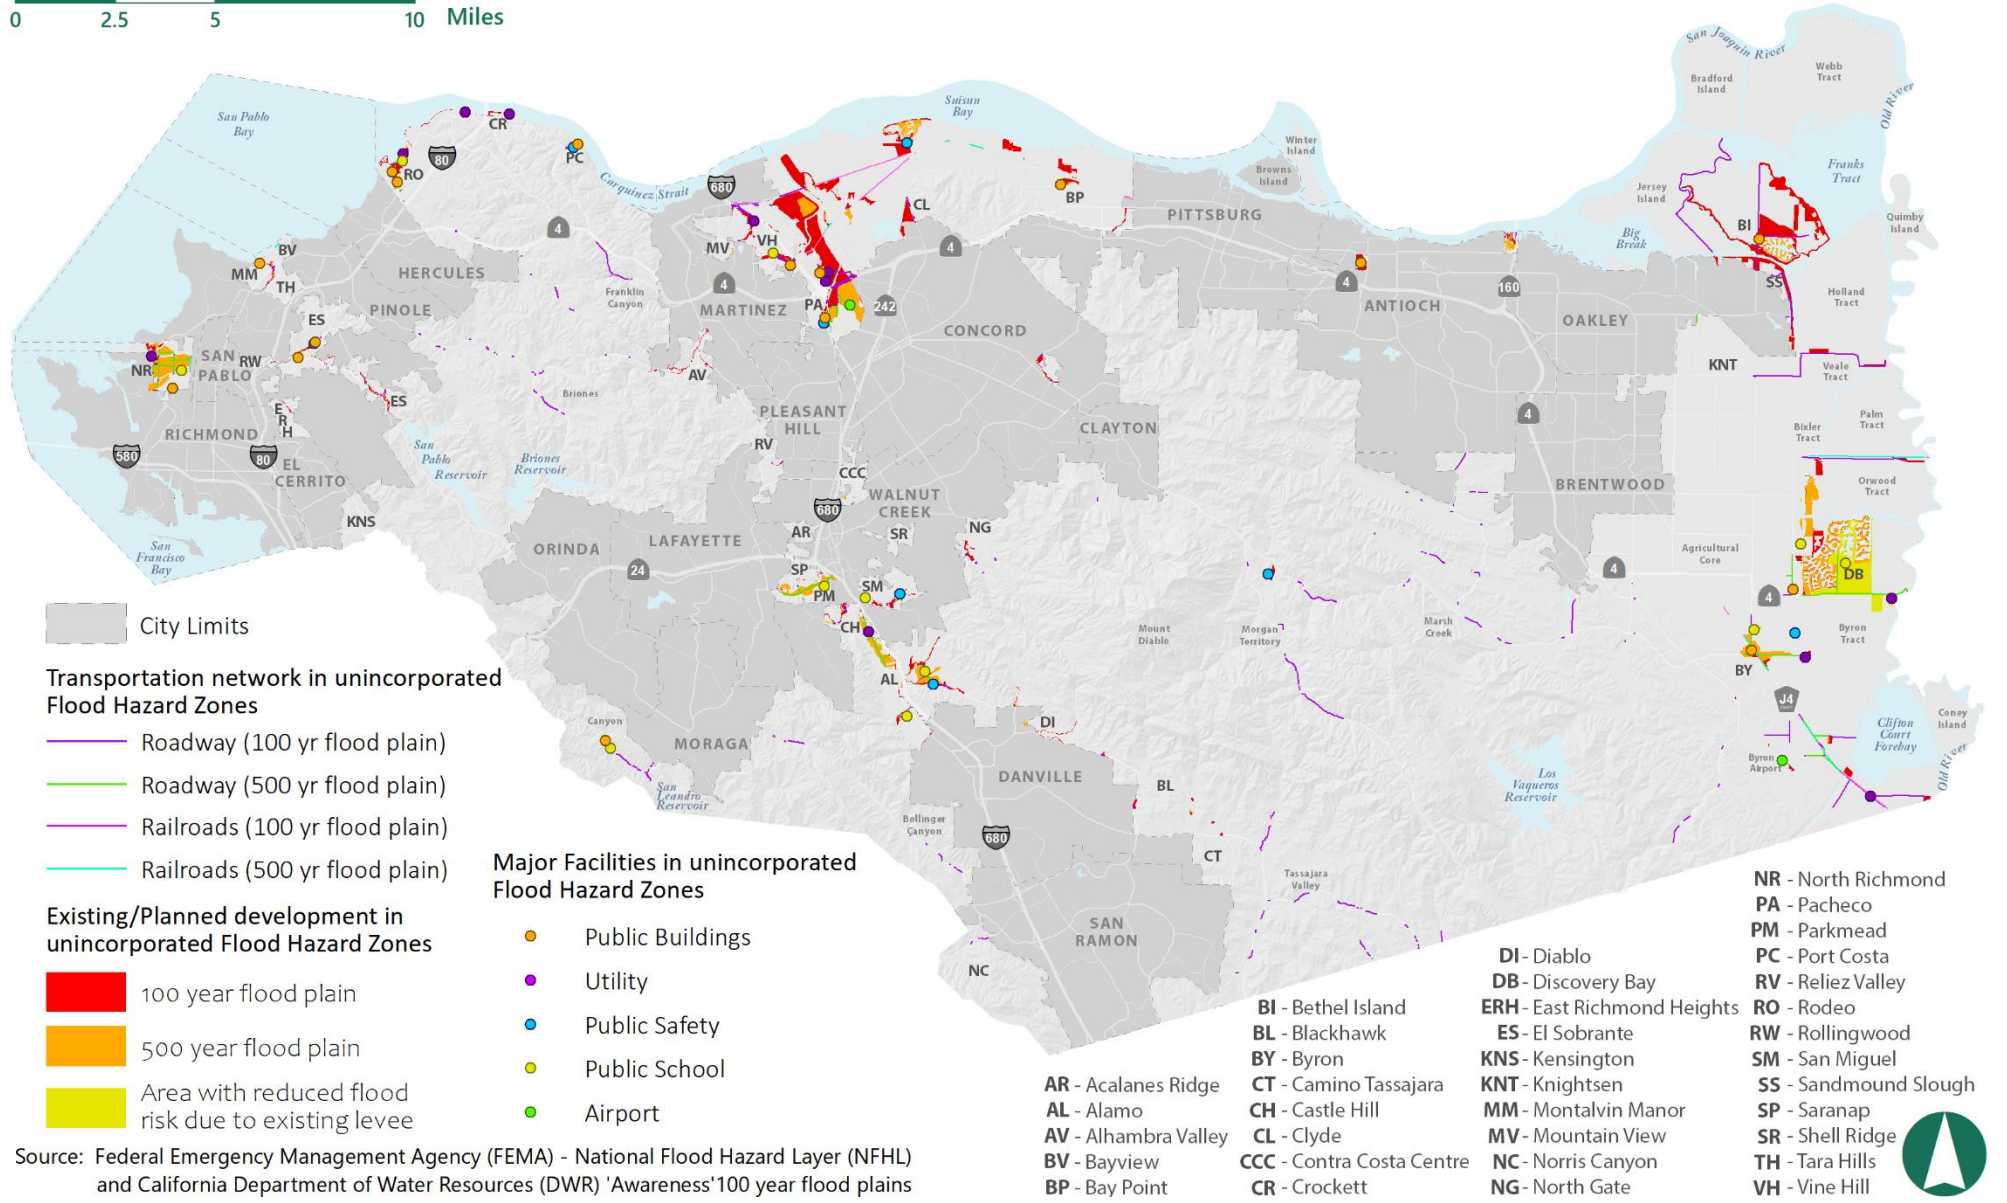 0 2.5 5 10 Miles
San Pablo
Bay
CR
80
RO
PC
Carquinez Strait
680
Suisun
Bay
BP
CL
4
MV
VH
4
PA
242
MARTINEZ
CONCORD
Winter
Island
Browns
Island
PITTSBURG
San Joaquin River
Bradford
Island
Webb
Tract
Old River
Franks
Tract
Jersey
Island
Quimby
Island
Big
Break
BI
SS
Holland
Tract
4
ANTIOCH
160
OAKLEY
BV
MM
TH
HERCULES
4
Franklin
Canyon
PINOLE
ES
SAN
PABLO
NR
RW
ES
E
R
H
RICHMOND
580
80
EL
CERRITO
KNS
San
Francisco
Bay
Briones
San
Pablo
Reservoir
Briones
Reservoir
AV
PLEASANT
HILL
RV
CCC
680
WALNUT
CREEK
CLAYTON
KNT
Veale
Tract
Palm
Tract
Bixler
Tract
4
BRENTWOOD
Orwood
Tract
Agricultural
Core
4
DB
4
Byron
Tract
BY
ORINDA
LAFAYETTE
24
AR
SR
NG
SP
PM
SM
CH
AL
DI
Mount
Diablo
Morgan
Territory
Marsh
Creek
J4
Clifton
Court
Forebay
Coney
Island
Old River
Byron
Airport
Los
Vaqueros
Reservoir
Canyon
MORAGA
San
Leandro
Reservoir
DANVILLE
BL
Bollinger
Canyon
680
CT
Tassajara
Valley
SAN
RAMON
NC
City Limits
Transportation network in unincorporated
Flood Hazard Zones
Roadway (100 yr flood plain)
Roadway (500 yr flood plain)
Railroads (100 yr flood plain)
Railroads (500 yr flood plain)
Existing/Planned development in
unincorporated Flood Hazard Zones
100 year flood plain
500 year flood plain
Area with reduced flood
risk due to existing levee
Major Facilities in unincorporated
Flood Hazard Zones
Public Buildings
Utility
Public Safety
Public School
Airport
AR - Acalanes Ridge
AL - Alamo
AV - Alhambra Valley
BV - Bayview
BP - Bay Point
BI - Bethel Island
BL - Blackhawk
BY - Byron
CT - Camino Tassajara
CH - Castle Hill
CL - Clyde
CCC - Contra Costa Centre
CR - Crockett
DI - Diablo
DB - Discovery Bay
ERH - East Richmond Heights
ES - El Sobrante
KNS - Kensington
KNT - Knightsen
MM - Montalvin Manor
MV - Mountain View
NC - Norris Canyon
NG - North Gate
NR - North Richmond
PA - Pacheco
PM - Parkmead
PC - Port Costa
RV - Reliez Valley
RO - Rodeo
RW - Rollingwood
SM - San Miguel
SS - Sandmound Slough
SP - Saranap
SR - Shell Ridge
TH - Tara Hills
VH - Vine Hill
Source: Federal Emergency Management Agency (FEMA) - National Flood Hazard Layer (NFHL)
and California Department of Water Resources (DWR) 'Awareness'100 year flood plains